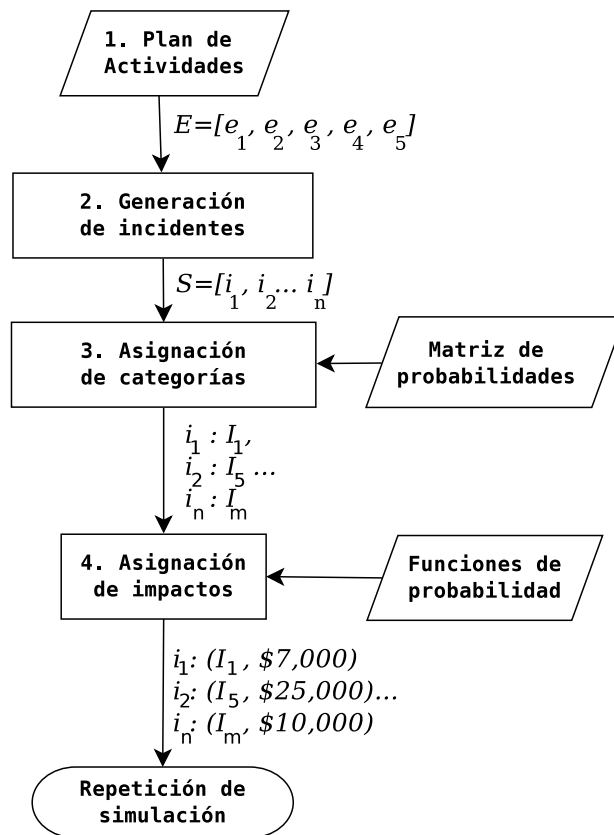 1. Plan de
Actividades
E=[e₁, e₂, e₃, e₄, e₅]
2. Generación
de incidentes
S=[i₁, i₂... iₙ]
3. Asignación
de categorías
Matriz de
probabilidades
i₁ : I₁,
i₂ : I₅ ...
iₙ : Iₘ
4. Asignación
de impactos
Funciones de
probabilidad
i₁: (I₁, $7,000)
i₂: (I₅, $25,000)...
iₙ: (Iₘ, $10,000)
Repetición de
simulación